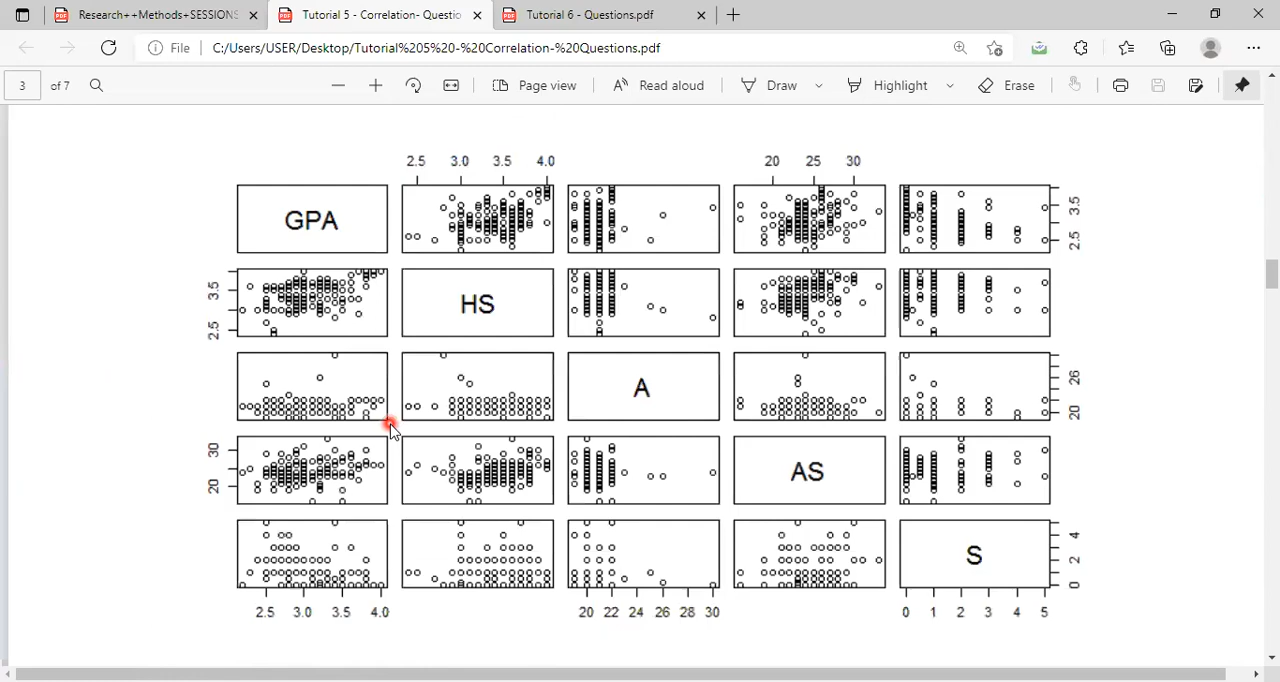 Research++Methods+SESSIONS
Tutorial 5 - Correlation- Questio
Tutorial 6 - Questions.pdf
File
C:/Users/USER/Desktop/Tutorial%205%20-%20Correlation-%20Questions.pdf
3 of 7
Page view
Read aloud
Draw
Highlight
Erase
2.5 3.0 3.5 4.0
20 25 30
GPA
3.5
2.5
3.5
2.5
HS
A
26
20
30
20
AS
S
4
2
0
2.5 3.0 3.5 4.0
20 22 24 26 28 30
0 1 2 3 4 5